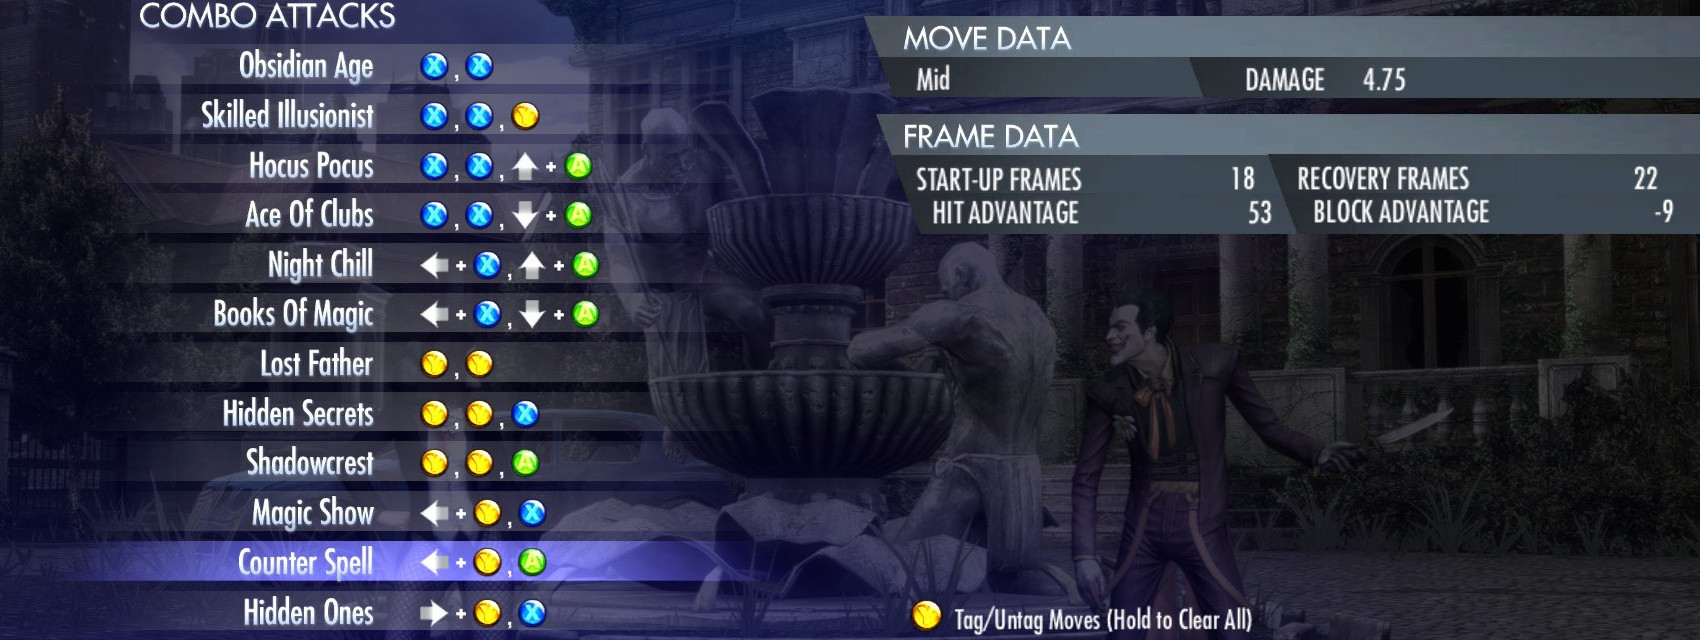 COMBO ATTACKS
Obsidian Age X , X
Skilled Illusionist X , X , Y
Hocus Pocus X , X , ⬆ + A
Ace Of Clubs X , X , ⬇ + A
Night Chill ⬅ + X , ⬆ + A
Books Of Magic ⬅ + X , ⬇ + A
Lost Father Y , Y
Hidden Secrets Y , Y , X
Shadowcrest Y , Y , A
Magic Show ⬅ + Y , X
Counter Spell ⬅ + Y , A
Hidden Ones ➡ + Y , X
MOVE DATA
Mid DAMAGE 4.75
FRAME DATA
START-UP FRAMES 18 RECOVERY FRAMES 22
HIT ADVANTAGE 53 BLOCK ADVANTAGE -9
Y Tag/Untag Moves (Hold to Clear All)